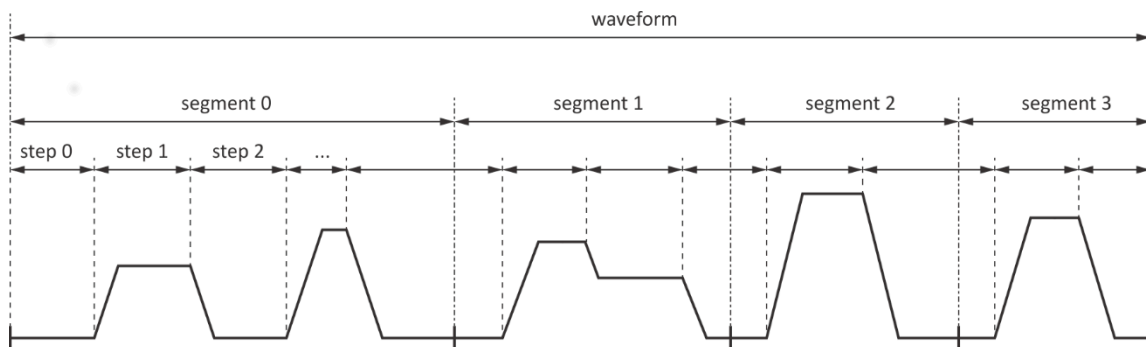 waveform
segment 0 segment 1 segment 2 segment 3
step 0 step 1 step 2 ...